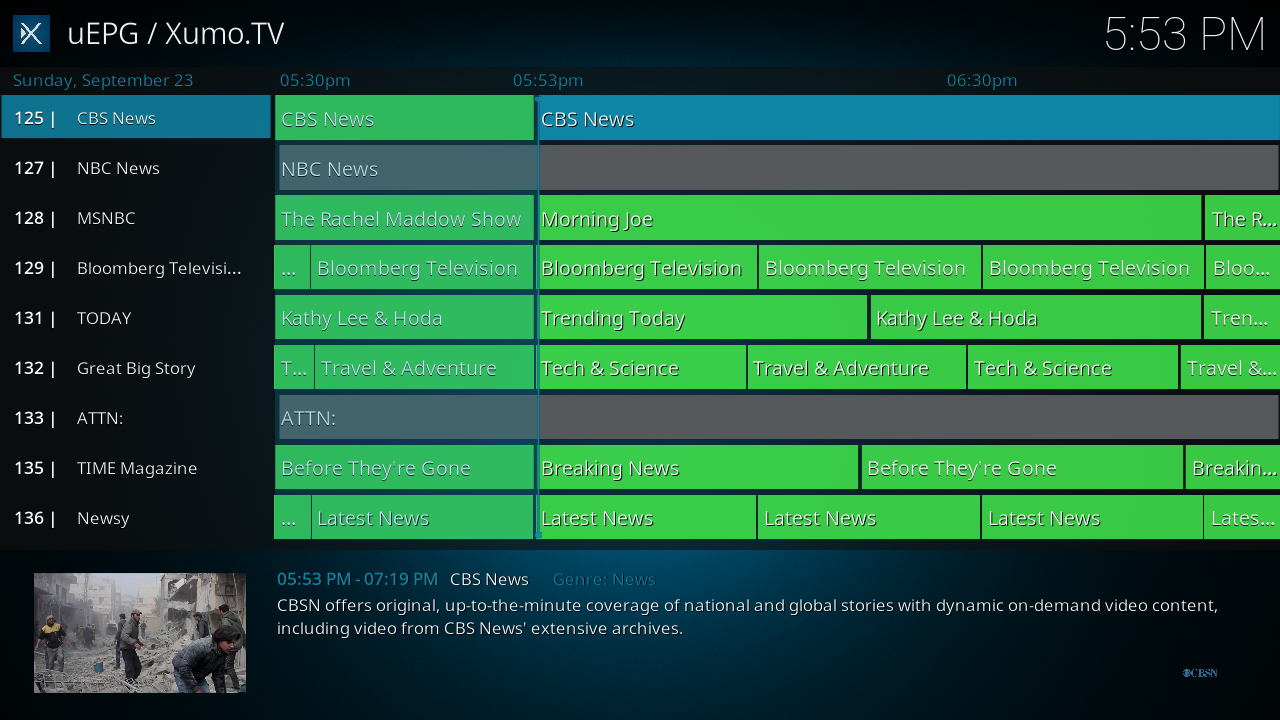 uEPG / Xumo.TV
5:53 PM
Sunday, September 23 05:30pm 05:53pm 06:30pm
125 | CBS News CBS News CBS News
127 | NBC News NBC News
128 | MSNBC The Rachel Maddow Show Morning Joe The R...
129 | Bloomberg Televisi... ... Bloomberg Television Bloomberg Television Bloomberg Television Bloomberg Television Bloo...
131 | TODAY Kathy Lee & Hoda Trending Today Kathy Lee & Hoda Tren...
132 | Great Big Story T... Travel & Adventure Tech & Science Travel & Adventure Tech & Science Travel &...
133 | ATTN: ATTN:
135 | TIME Magazine Before They're Gone Breaking News Before They're Gone Breakin...
136 | Newsy ... Latest News Latest News Latest News Latest News Lates...
05:53 PM - 07:19 PM CBS News Genre: News
CBSN offers original, up-to-the-minute coverage of national and global stories with dynamic on-demand video content,
including video from CBS News' extensive archives.
CBSN